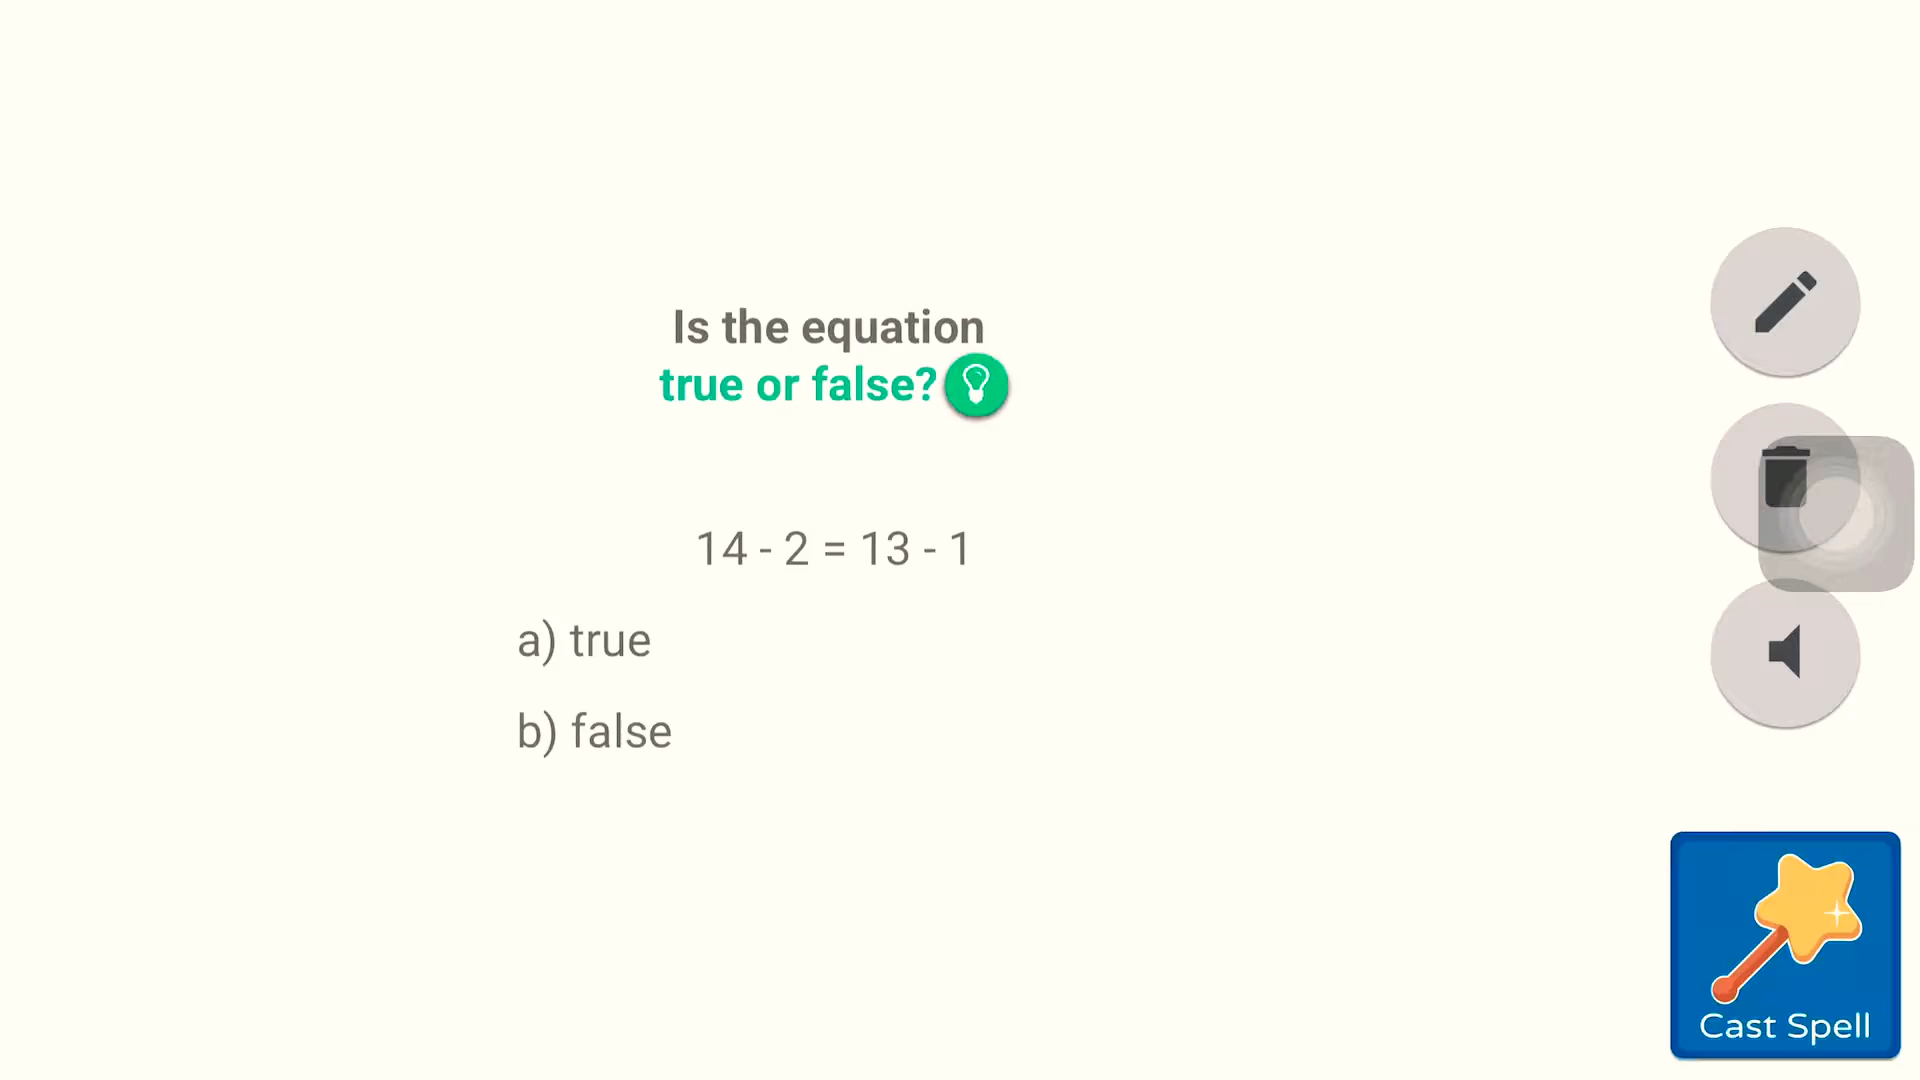 Is the equation
true or false?
14 - 2 = 13 - 1
a) true
b) false
Cast Spell